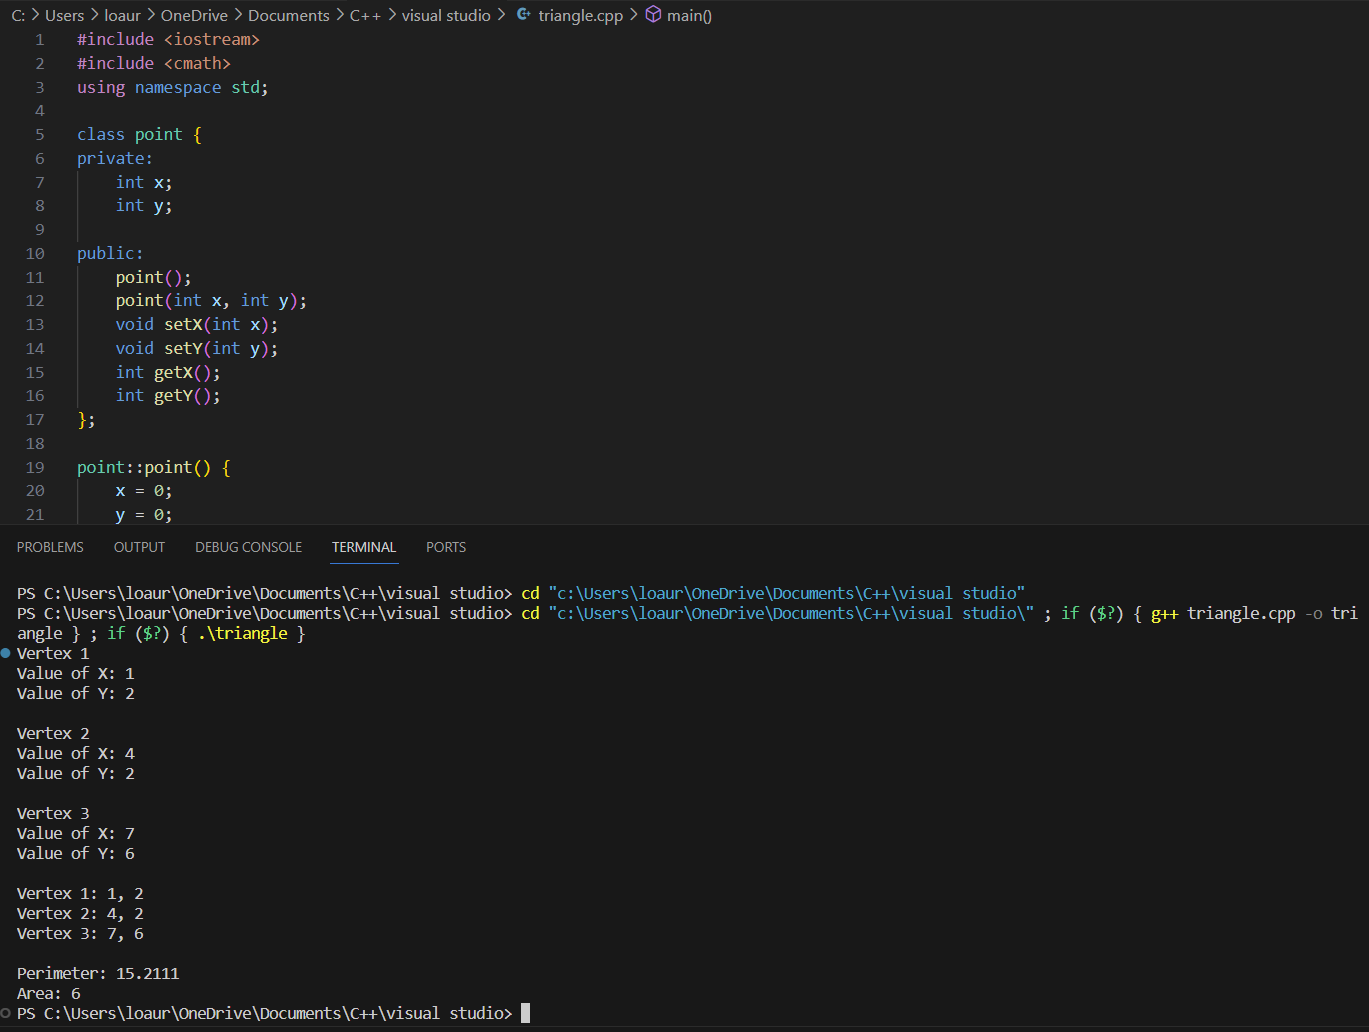 C: > Users > loaur > OneDrive > Documents > C++ > visual studio > triangle.cpp > main()
1 #include <iostream>
2 #include <cmath>
3 using namespace std;
4
5 class point {
6 private:
7     int x;
8     int y;
9
10 public:
11     point();
12     point(int x, int y);
13     void setX(int x);
14     void setY(int y);
15     int getX();
16     int getY();
17 };
18
19 point::point() {
20     x = 0;
21     y = 0;
PROBLEMS OUTPUT DEBUG CONSOLE TERMINAL PORTS
PS C:\Users\loaur\OneDrive\Documents\C++\visual studio> cd "c:\Users\loaur\OneDrive\Documents\C++\visual studio"
PS C:\Users\loaur\OneDrive\Documents\C++\visual studio> cd "c:\Users\loaur\OneDrive\Documents\C++\visual studio\" ; if ($?) { g++ triangle.cpp -o tri
angle } ; if ($?) { .\triangle }
Vertex 1
Value of X: 1
Value of Y: 2

Vertex 2
Value of X: 4
Value of Y: 2

Vertex 3
Value of X: 7
Value of Y: 6

Vertex 1: 1, 2
Vertex 2: 4, 2
Vertex 3: 7, 6

Perimeter: 15.2111
Area: 6
PS C:\Users\loaur\OneDrive\Documents\C++\visual studio>